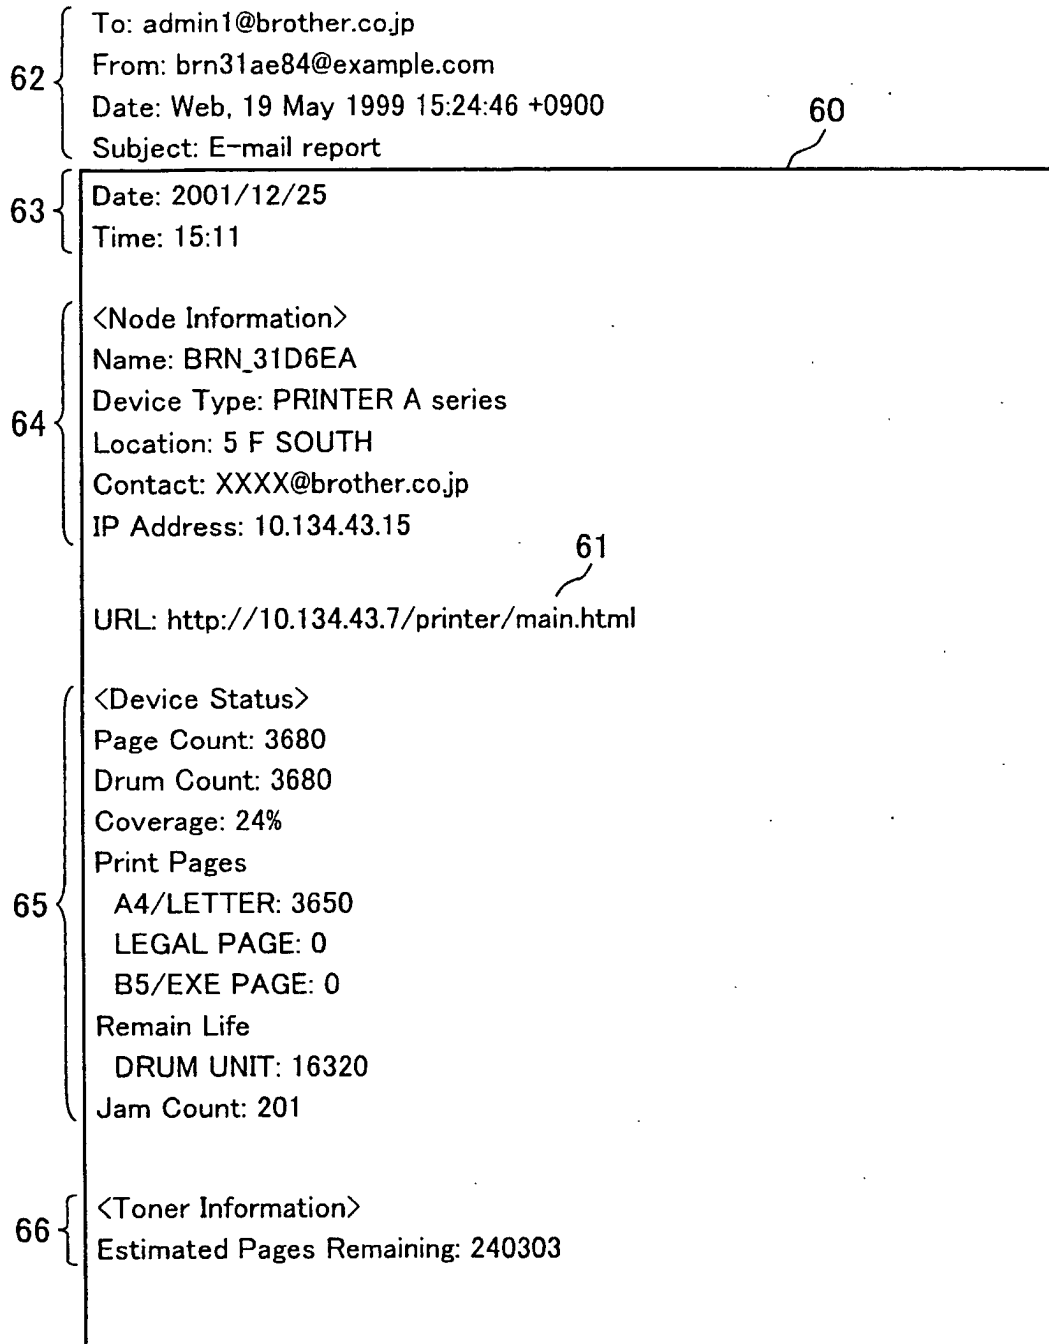 To: admin1@brother.co.jp
62
From: brn31ae84@example.com
Date: Web, 19 May 1999 15:24:46 +0900
60
Subject: E-mail report
63
Date: 2001/12/25
Time: 15:11
<Node Information>
Name: BRN_31D6EA
Device Type: PRINTER A series
64
Location: 5 F SOUTH
Contact: XXXX@brother.co.jp
IP Address: 10.134.43.15
61
URL: http://10.134.43.7/printer/main.html
<Device Status>
Page Count: 3680
Drum Count: 3680
Coverage: 24%
Print Pages
65
A4/LETTER: 3650
LEGAL PAGE: 0
B5/EXE PAGE: 0
Remain Life
DRUM UNIT: 16320
Jam Count: 201
66
<Toner Information>
Estimated Pages Remaining: 240303